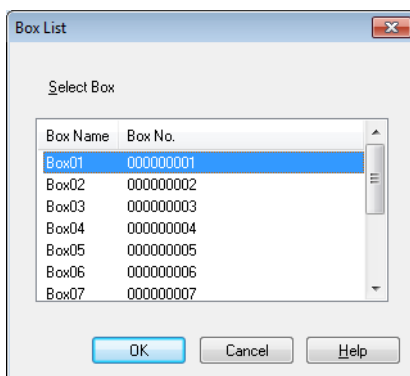 Box List
Select Box
Box Name Box No.
Box01 000000001
Box02 000000002
Box03 000000003
Box04 000000004
Box05 000000005
Box06 000000006
Box07 000000007
OK Cancel Help